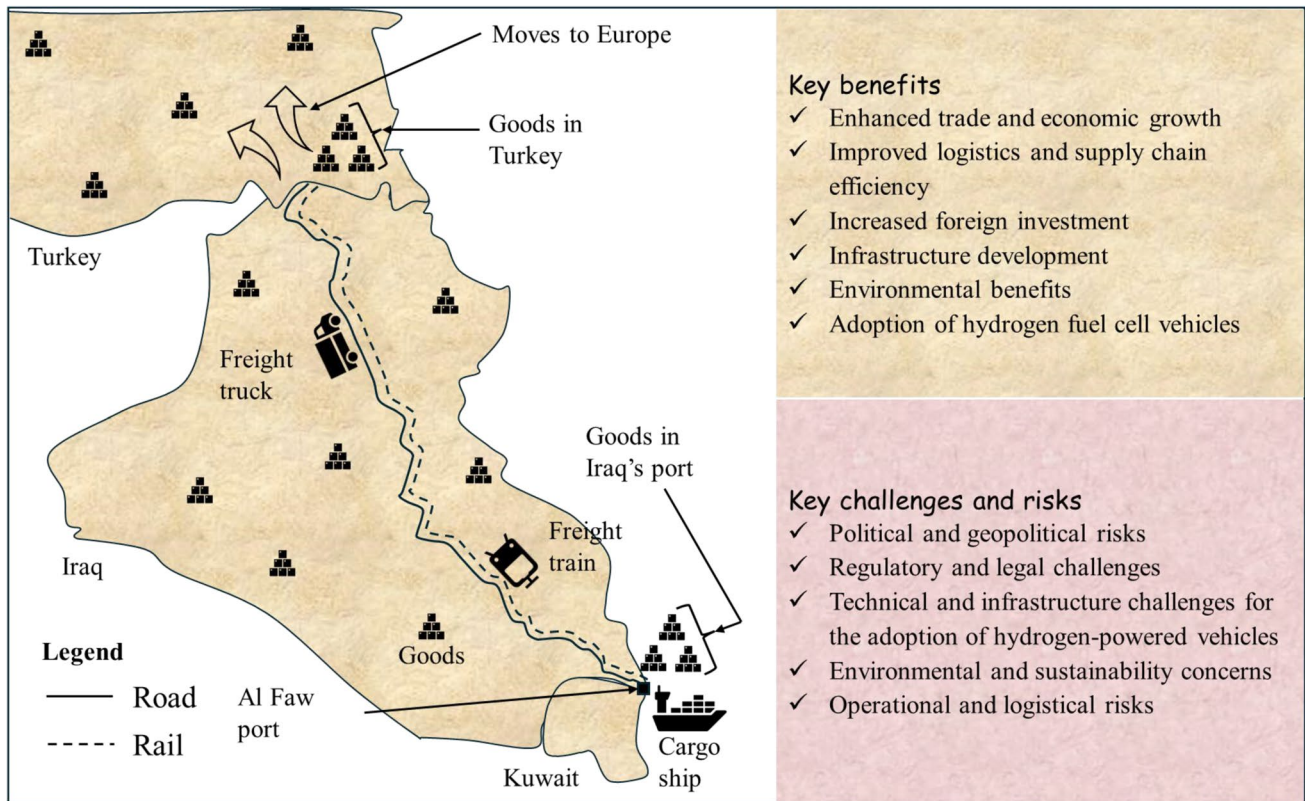 Moves to Europe
Goods in
Turkey
Turkey
Freight
truck
Goods in
Iraq's port
Freight
train
Iraq
Goods
Legend
Road
Rail
Al Faw
port
Kuwait
Cargo
ship
Key benefits
✓ Enhanced trade and economic growth
✓ Improved logistics and supply chain
efficiency
✓ Increased foreign investment
✓ Infrastructure development
✓ Environmental benefits
✓ Adoption of hydrogen fuel cell vehicles
Key challenges and risks
✓ Political and geopolitical risks
✓ Regulatory and legal challenges
✓ Technical and infrastructure challenges for
the adoption of hydrogen-powered vehicles
✓ Environmental and sustainability concerns
✓ Operational and logistical risks